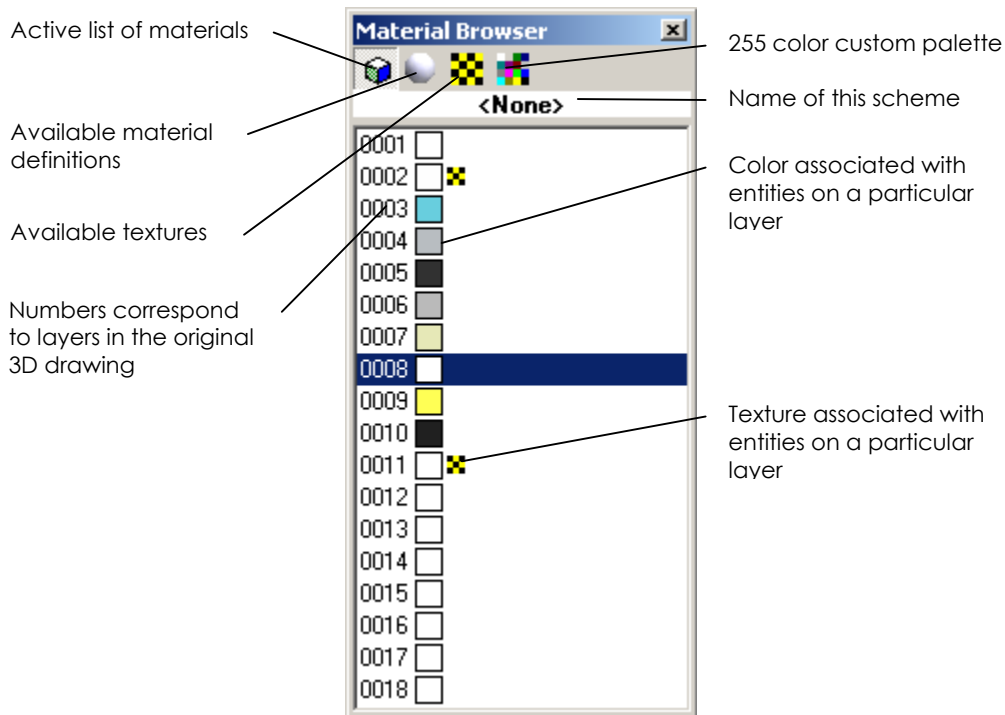 Active list of materials
Available material
definitions
Available textures
Numbers correspond
to layers in the original
3D drawing
Material Browser
<None>
0001
0002
0003
0004
0005
0006
0007
0008
0009
0010
0011
0012
0013
0014
0015
0016
0017
0018
255 color custom palette
Name of this scheme
Color associated with
entities on a particular
layer
Texture associated with
entities on a particular
layer